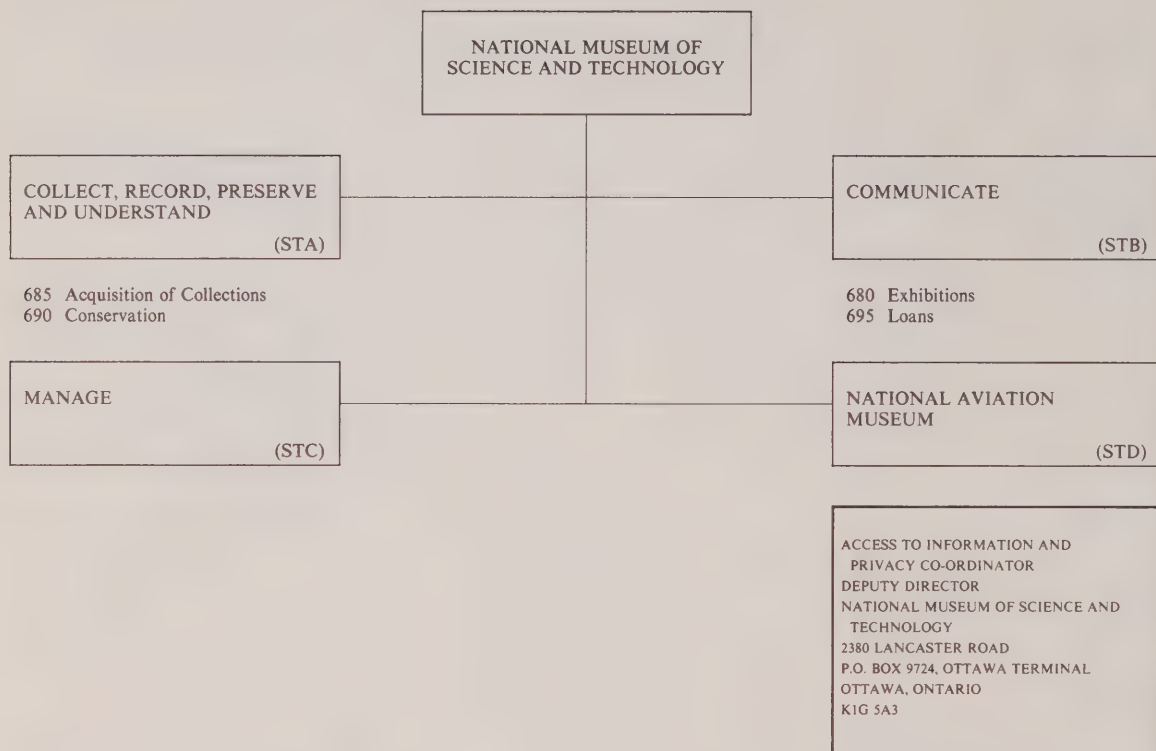 NATIONAL MUSEUM OF
SCIENCE AND TECHNOLOGY
COLLECT, RECORD, PRESERVE
AND UNDERSTAND
(STA)
685 Acquisition of Collections
690 Conservation
COMMUNICATE
(STB)
680 Exhibitions
695 Loans
MANAGE
(STC)
NATIONAL AVIATION
MUSEUM
(STD)
ACCESS TO INFORMATION AND
PRIVACY CO-ORDINATOR
DEPUTY DIRECTOR
NATIONAL MUSEUM OF SCIENCE AND
TECHNOLOGY
2380 LANCASTER ROAD
P.O. BOX 9724, OTTAWA TERMINAL
OTTAWA, ONTARIO
K1G 5A3